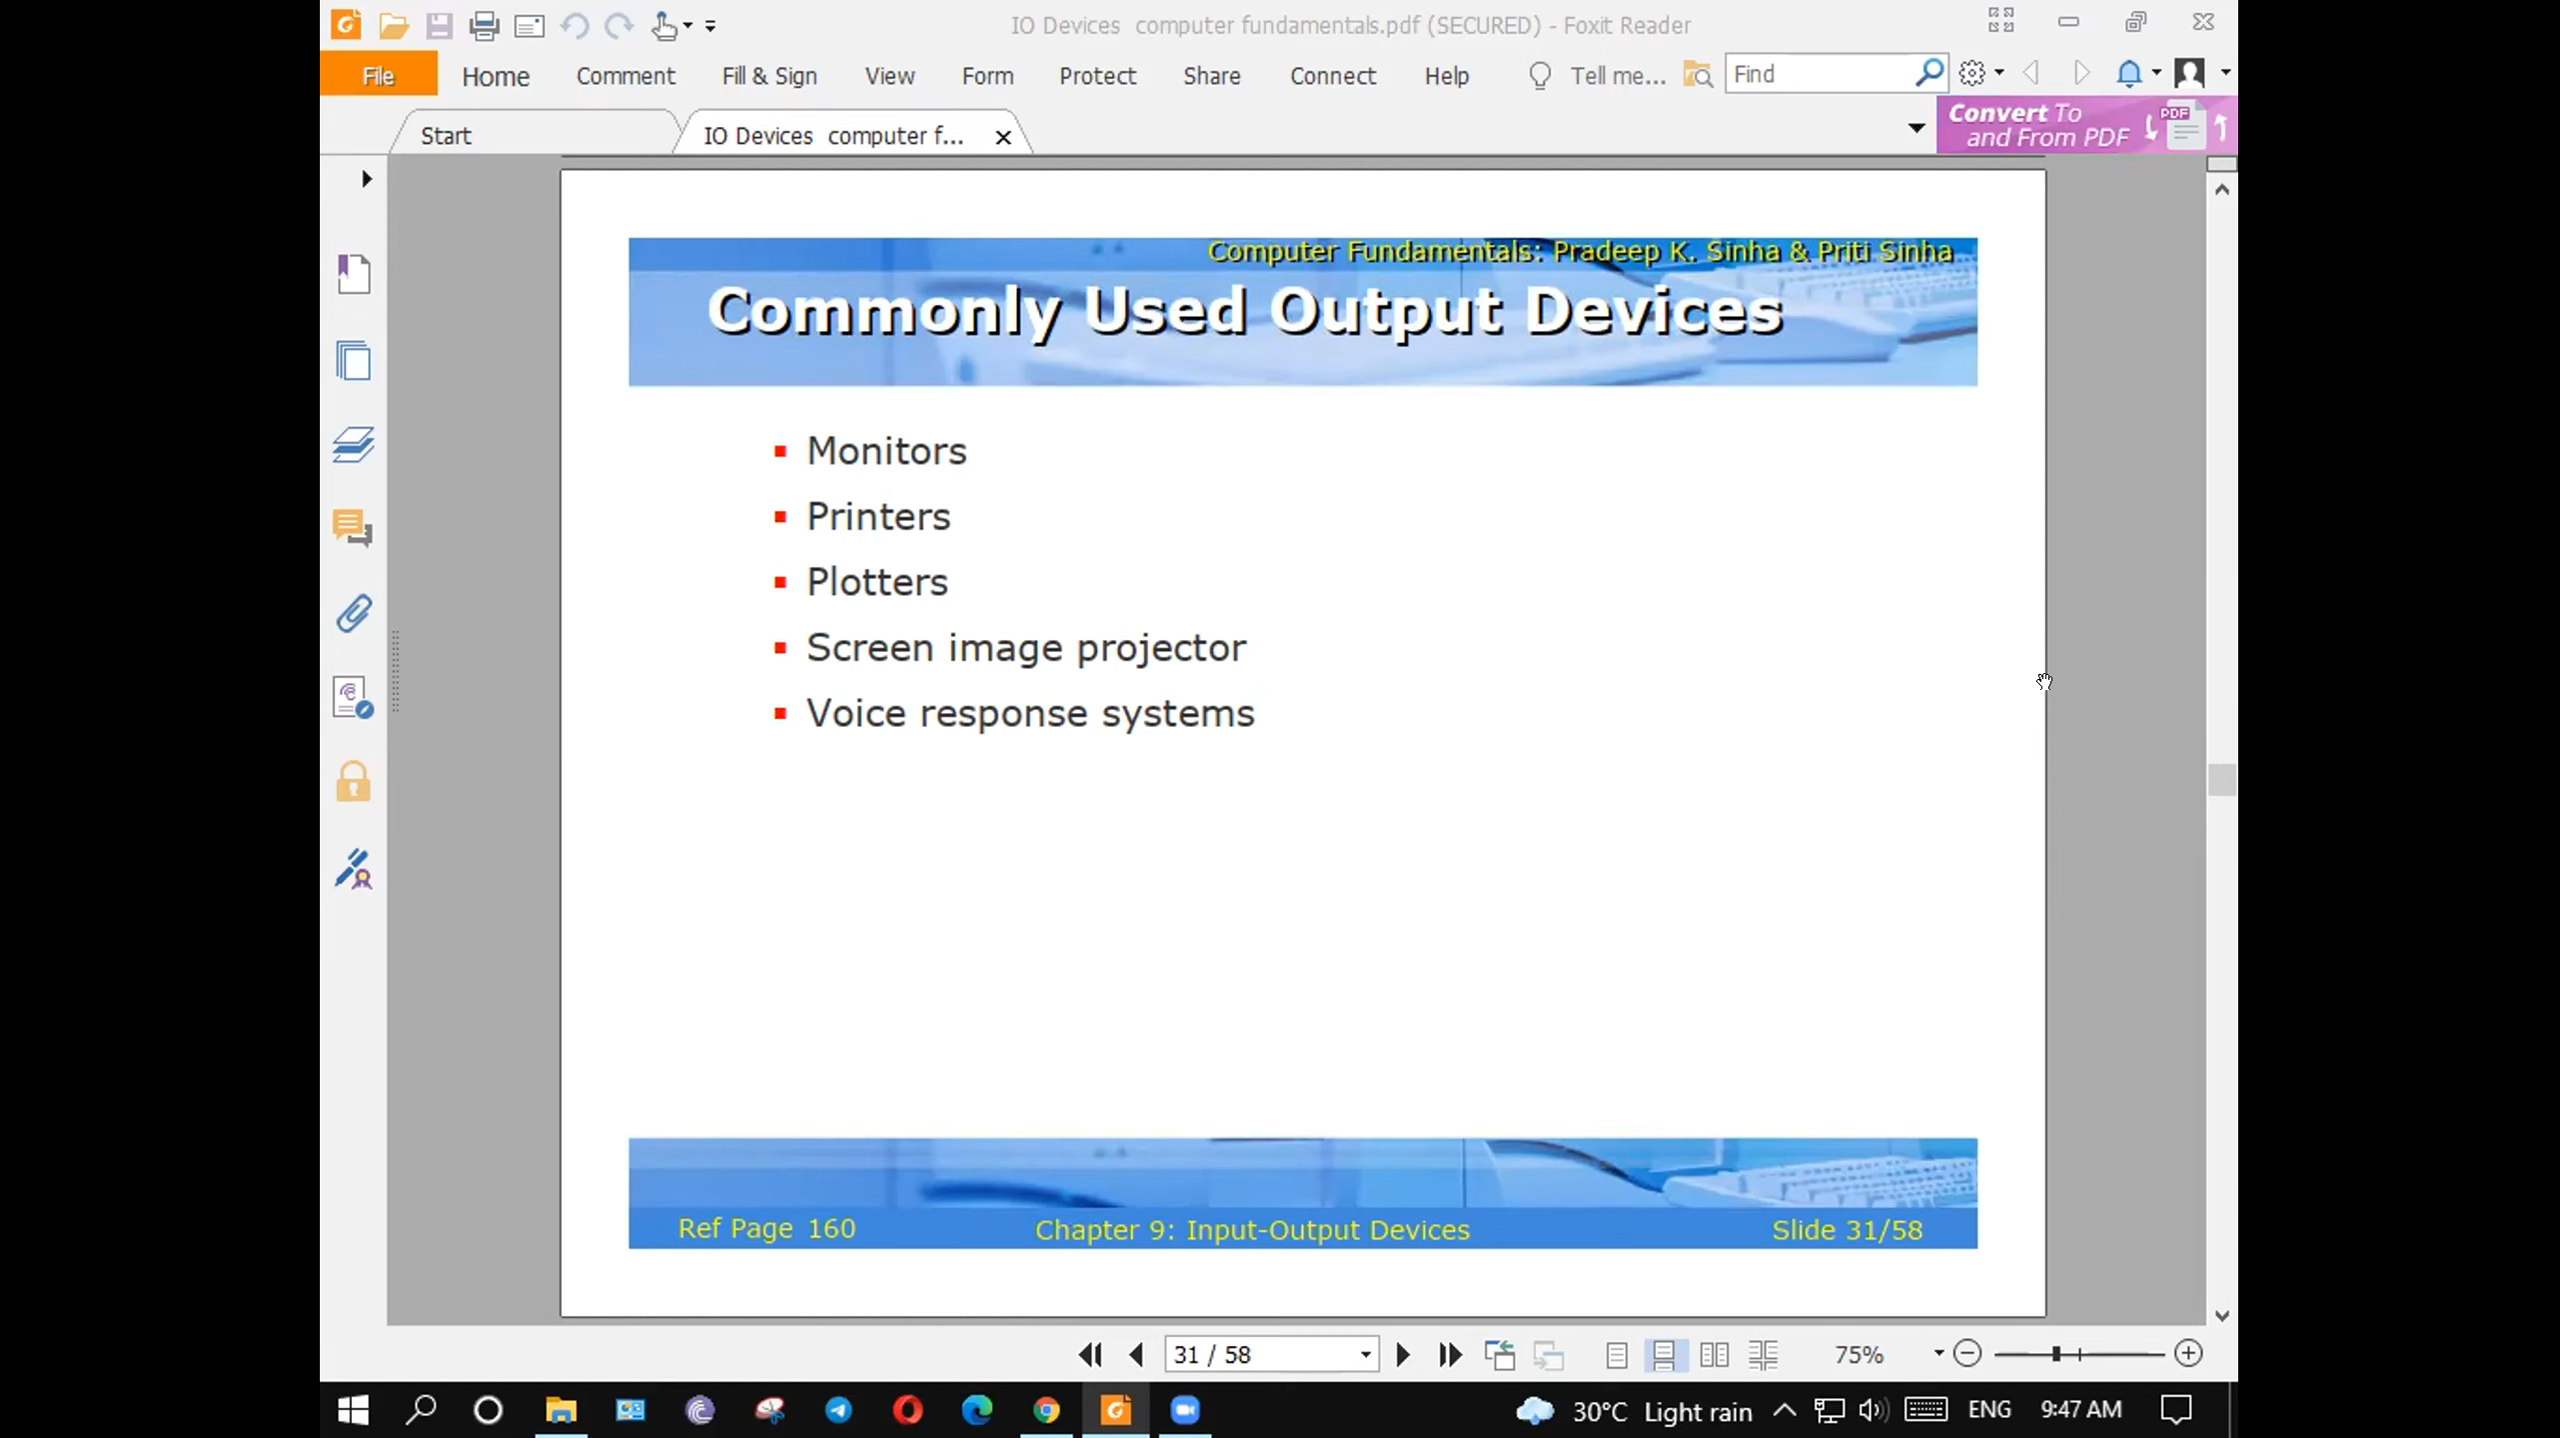 IO Devices computer fundamentals.pdf (SECURED) - Foxit Reader
File Home Comment Fill & Sign View Form Protect Share Connect Help Tell me... Find
Convert To
and From PDF
PDF
Start IO Devices computer f...
Computer Fundamentals: Pradeep K. Sinha & Priti Sinha
Commonly Used Output Devices
Monitors
Printers
Plotters
Screen image projector
Voice response systems
Ref Page 160 Chapter 9: Input-Output Devices Slide 31/58
31 / 58 75%
30°C Light rain ENG 9:47 AM